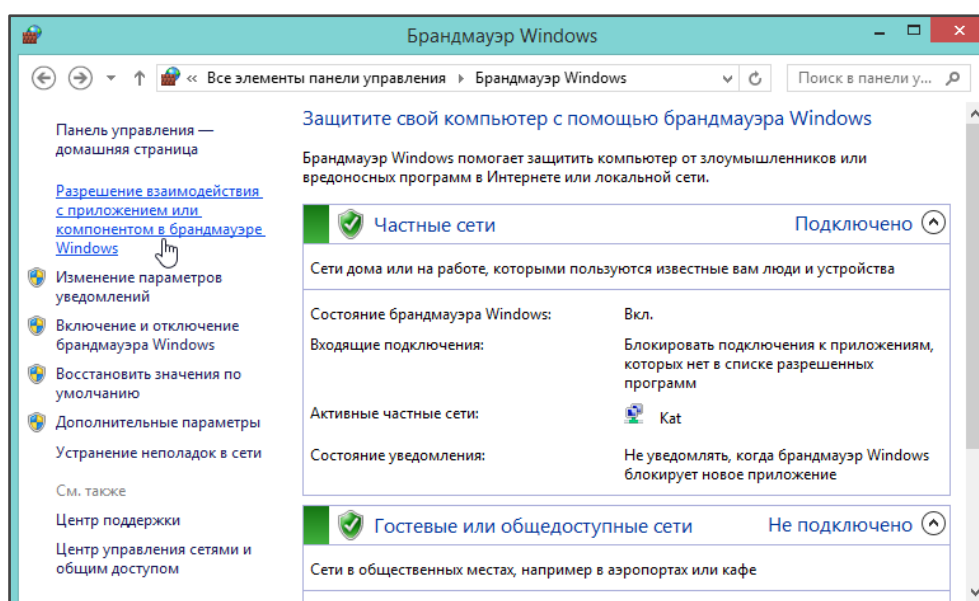 Брандмауэр Windows
« Все элементы панели управления Брандмауэр Windows
Поиск в панели у...
Панель управления —
домашняя страница
Разрешение взаимодействия
с приложением или
компонентом в брандмауэре
Windows
Изменение параметров
уведомлений
Включение и отключение
брандмауэра Windows
Восстановить значения по
умолчанию
Дополнительные параметры
Устранение неполадок в сети
См. также
Центр поддержки
Центр управления сетями и
общим доступом
Защитите свой компьютер с помощью брандмауэра Windows
Брандмауэр Windows помогает защитить компьютер от злоумышленников или
вредоносных программ в Интернете или локальной сети.
Частные сети Подключено
Сети дома или на работе, которыми пользуются известные вам люди и устройства
Состояние брандмауэра Windows: Вкл.
Входящие подключения: Блокировать подключения к приложениям,
которых нет в списке разрешенных
программ
Активные частные сети: Kat
Состояние уведомления: Не уведомлять, когда брандмауэр Windows
блокирует новое приложение
Гостевые или общедоступные сети Не подключено
Сети в общественных местах, например в аэропортах или кафе